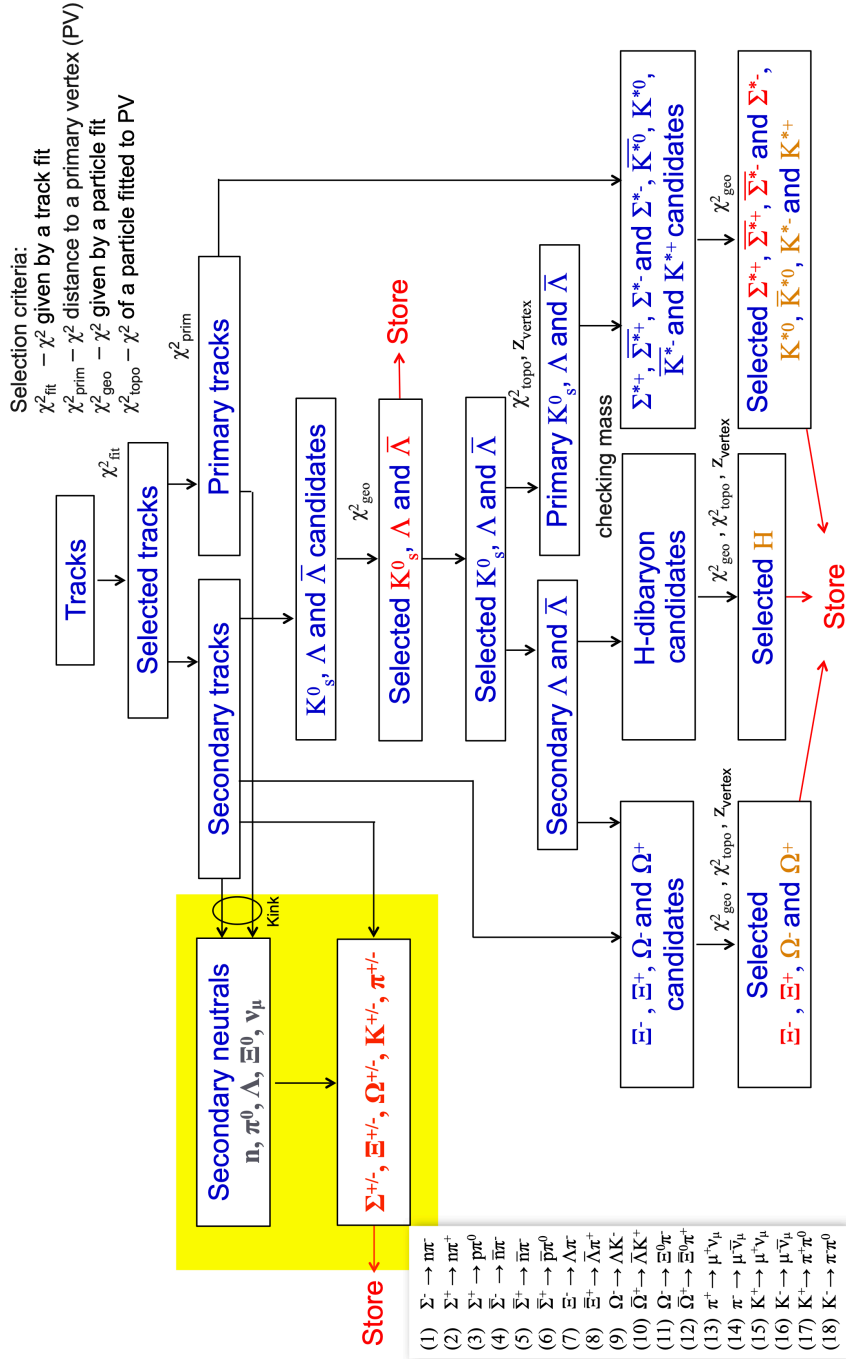 Selection criteria:
χ²fit – χ² given by a track fit
χ²prim – χ² distance to a primary vertex (PV)
χ²geo – χ² given by a particle fit
χ²topo – χ² of a particle fitted to PV
Tracks
χ²fit
Selected tracks
χ²prim
Secondary tracks
Primary tracks
Kink
Secondary neutrals
n, π⁰, Λ, Ξ⁰, νμ
Σ+/-, Ξ+/-, Ω+/-, K+/-, π+/-
Store
K⁰s, Λ and Λ̄ candidates
χ²geo
Selected K⁰s, Λ and Λ̄
Store
Selected K⁰s, Λ and Λ̄
χ²topo, zvertex
Secondary Λ and Λ̄
Primary K⁰s, Λ and Λ̄
checking mass
Ξ⁻, Ξ⁺, Ω⁻ and Ω⁺
candidates
H-dibaryon
candidates
Σ*⁺, Σ̄*⁺, Σ*⁻ and Σ̄*⁻, K̄*⁰, K*⁰,
K̄*⁻ and K*⁺ candidates
χ²geo, χ²topo, zvertex
χ²geo, χ²topo, zvertex
χ²geo
Selected
Ξ⁻, Ξ⁺, Ω⁻ and Ω⁺
Selected H
Selected Σ*⁺, Σ̄*⁺, Σ̄*⁻ and Σ*⁻,
K*⁰, K̄*⁰, K*⁻ and K*⁺
Store
(1) Σ⁻ → nπ⁻
(2) Σ⁺ → nπ⁺
(3) Σ⁺ → pπ⁰
(4) Σ̄⁻ → n̄π⁻
(5) Σ̄⁺ → n̄π⁺
(6) Σ̄⁺ → p̄π⁰
(7) Ξ⁻ → Λπ⁻
(8) Ξ̄⁺ → Λ̄π⁺
(9) Ω⁻ → ΛK⁻
(10) Ω̄⁺ → Λ̄K⁺
(11) Ω⁻ → Ξ⁰π⁻
(12) Ω̄⁺ → Ξ̄⁰π⁺
(13) π⁺ → μ⁺νμ
(14) π⁻ → μ⁻ν̄μ
(15) K⁺ → μ⁺νμ
(16) K⁻ → μ⁻ν̄μ
(17) K⁺ → π⁺π⁰
(18) K⁻ → π⁻π⁰